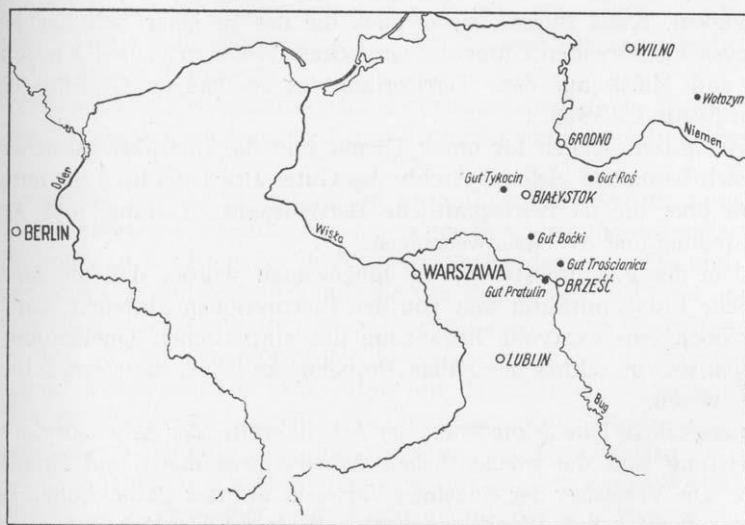 WILNO
Wołożyn
GRODNO
Niemen
Gut Tykocin
Gut Roś
BIAŁYSTOK
Oder
BERLIN
Wisła
Gut Boćki
WARSZAWA
Gut Trościanica
Gut Pratulin
BRZEŚĆ
LUBLIN
Bug